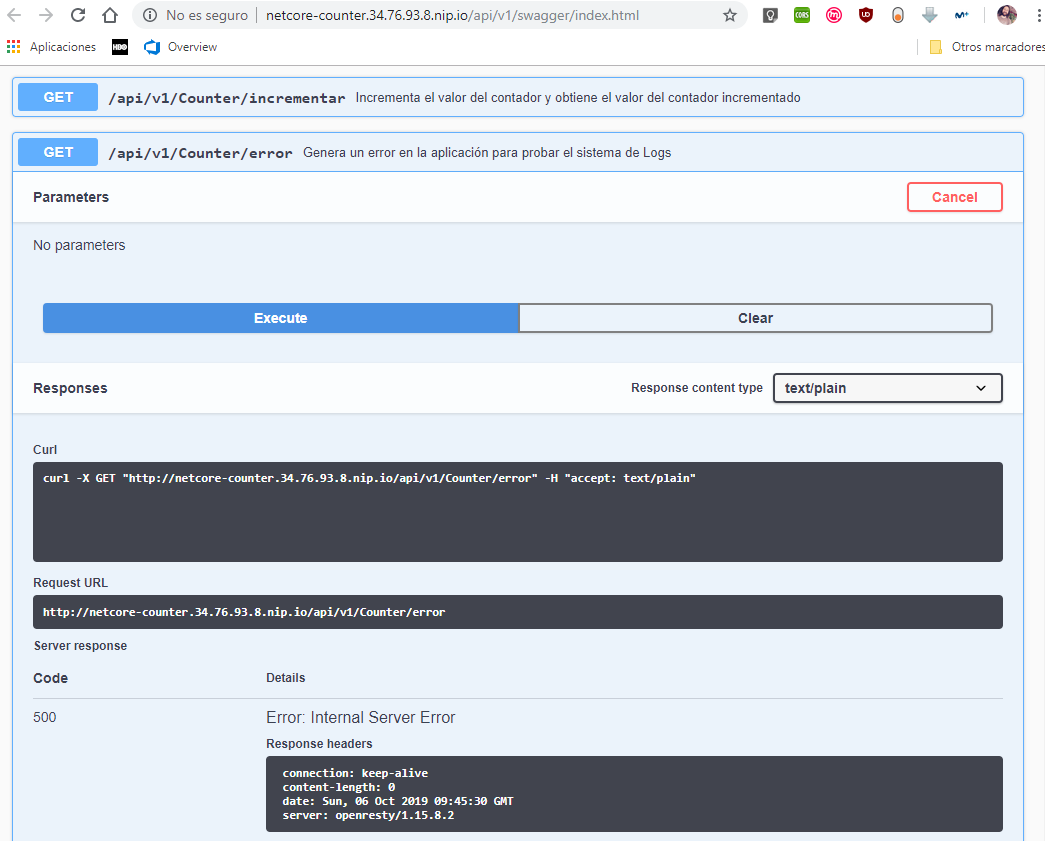 No es seguro netcore-counter.34.76.93.8.nip.io/api/v1/swagger/index.html
Aplicaciones HBO Overview Otros marcadores
GET /api/v1/Counter/incrementar Incrementa el valor del contador y obtiene el valor del contador incrementado
GET /api/v1/Counter/error Genera un error en la aplicación para probar el sistema de Logs
Parameters Cancel
No parameters
Execute Clear
Responses Response content type text/plain
Curl
curl -X GET "http://netcore-counter.34.76.93.8.nip.io/api/v1/Counter/error" -H "accept: text/plain"
Request URL
http://netcore-counter.34.76.93.8.nip.io/api/v1/Counter/error
Server response
Code Details
500 Error: Internal Server Error
Response headers
connection: keep-alive
content-length: 0
date: Sun, 06 Oct 2019 09:45:30 GMT
server: openresty/1.15.8.2